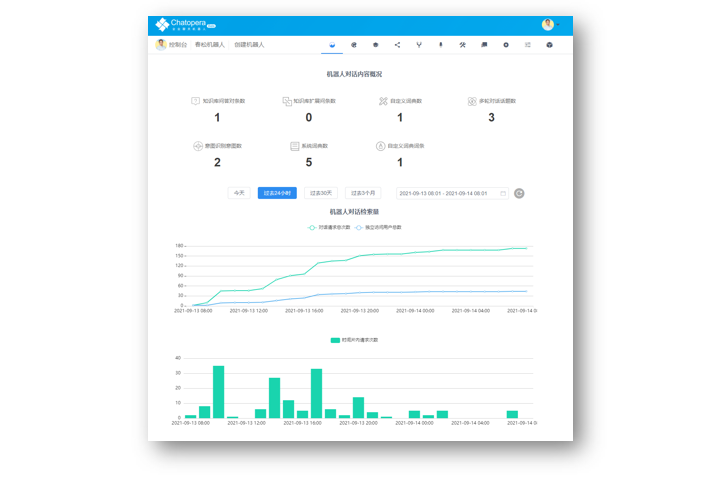 Chatopera
控制台 春松机器人 创建机器人
机器人对话内容概况
知识库问答对条数 知识库扩展问条数 自定义词典数 多轮对话话题数
1 0 1 3
意图识别意图数 系统词典数 自定义词典词条
2 5 1
今天 过去24小时 过去30天 过去3个月 2021-09-13 08:01 - 2021-09-14 08:01
机器人对话检索量
对话请求总次数 独立访问用户总数
180
150
120
90
60
30
0
2021-09-13 08:00 2021-09-13 12:00 2021-09-13 16:00 2021-09-13 20:00 2021-09-14 00:00 2021-09-14 04:00 2021-09-14 0
时间片内请求次数
40
30
20
10
0
2021-09-13 08:00 2021-09-13 12:00 2021-09-13 16:00 2021-09-13 20:00 2021-09-14 00:00 2021-09-14 04:00 2021-09-14 0